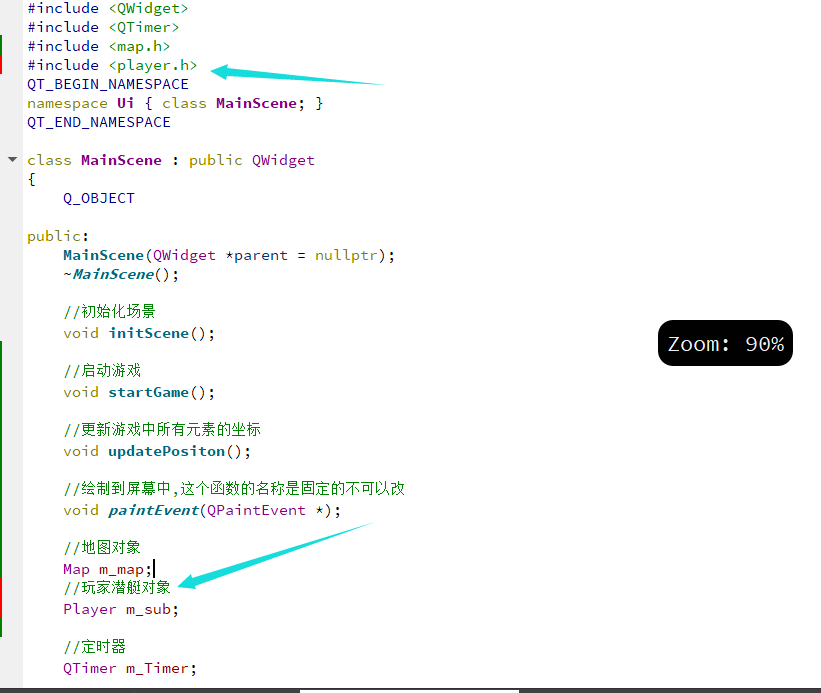 #include <QWidget>
#include <QTimer>
#include <map.h>
#include <player.h>
QT_BEGIN_NAMESPACE
namespace Ui { class MainScene; }
QT_END_NAMESPACE
class MainScene : public QWidget
{
Q_OBJECT
public:
MainScene(QWidget *parent = nullptr);
~MainScene();
//初始化场景
void initScene();
Zoom: 90%
//启动游戏
void startGame();
//更新游戏中所有元素的坐标
void updatePositon();
//绘制到屏幕中,这个函数的名称是固定的不可以改
void paintEvent(QPaintEvent *);
//地图对象
Map m_map;
//玩家潜艇对象
Player m_sub;
//定时器
QTimer m_Timer;